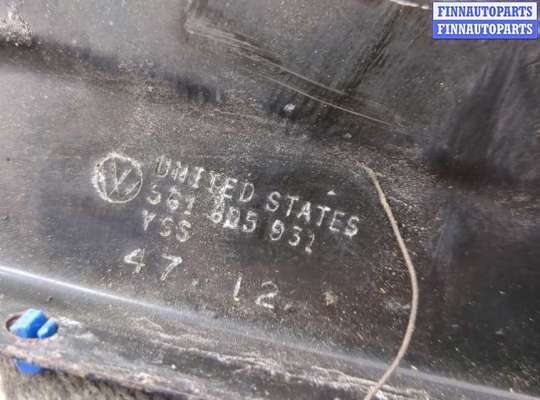 FINNAUTOPARTS
FINNAUTOPARTS
UNITED STATES
561 805 931
YSS
47 12